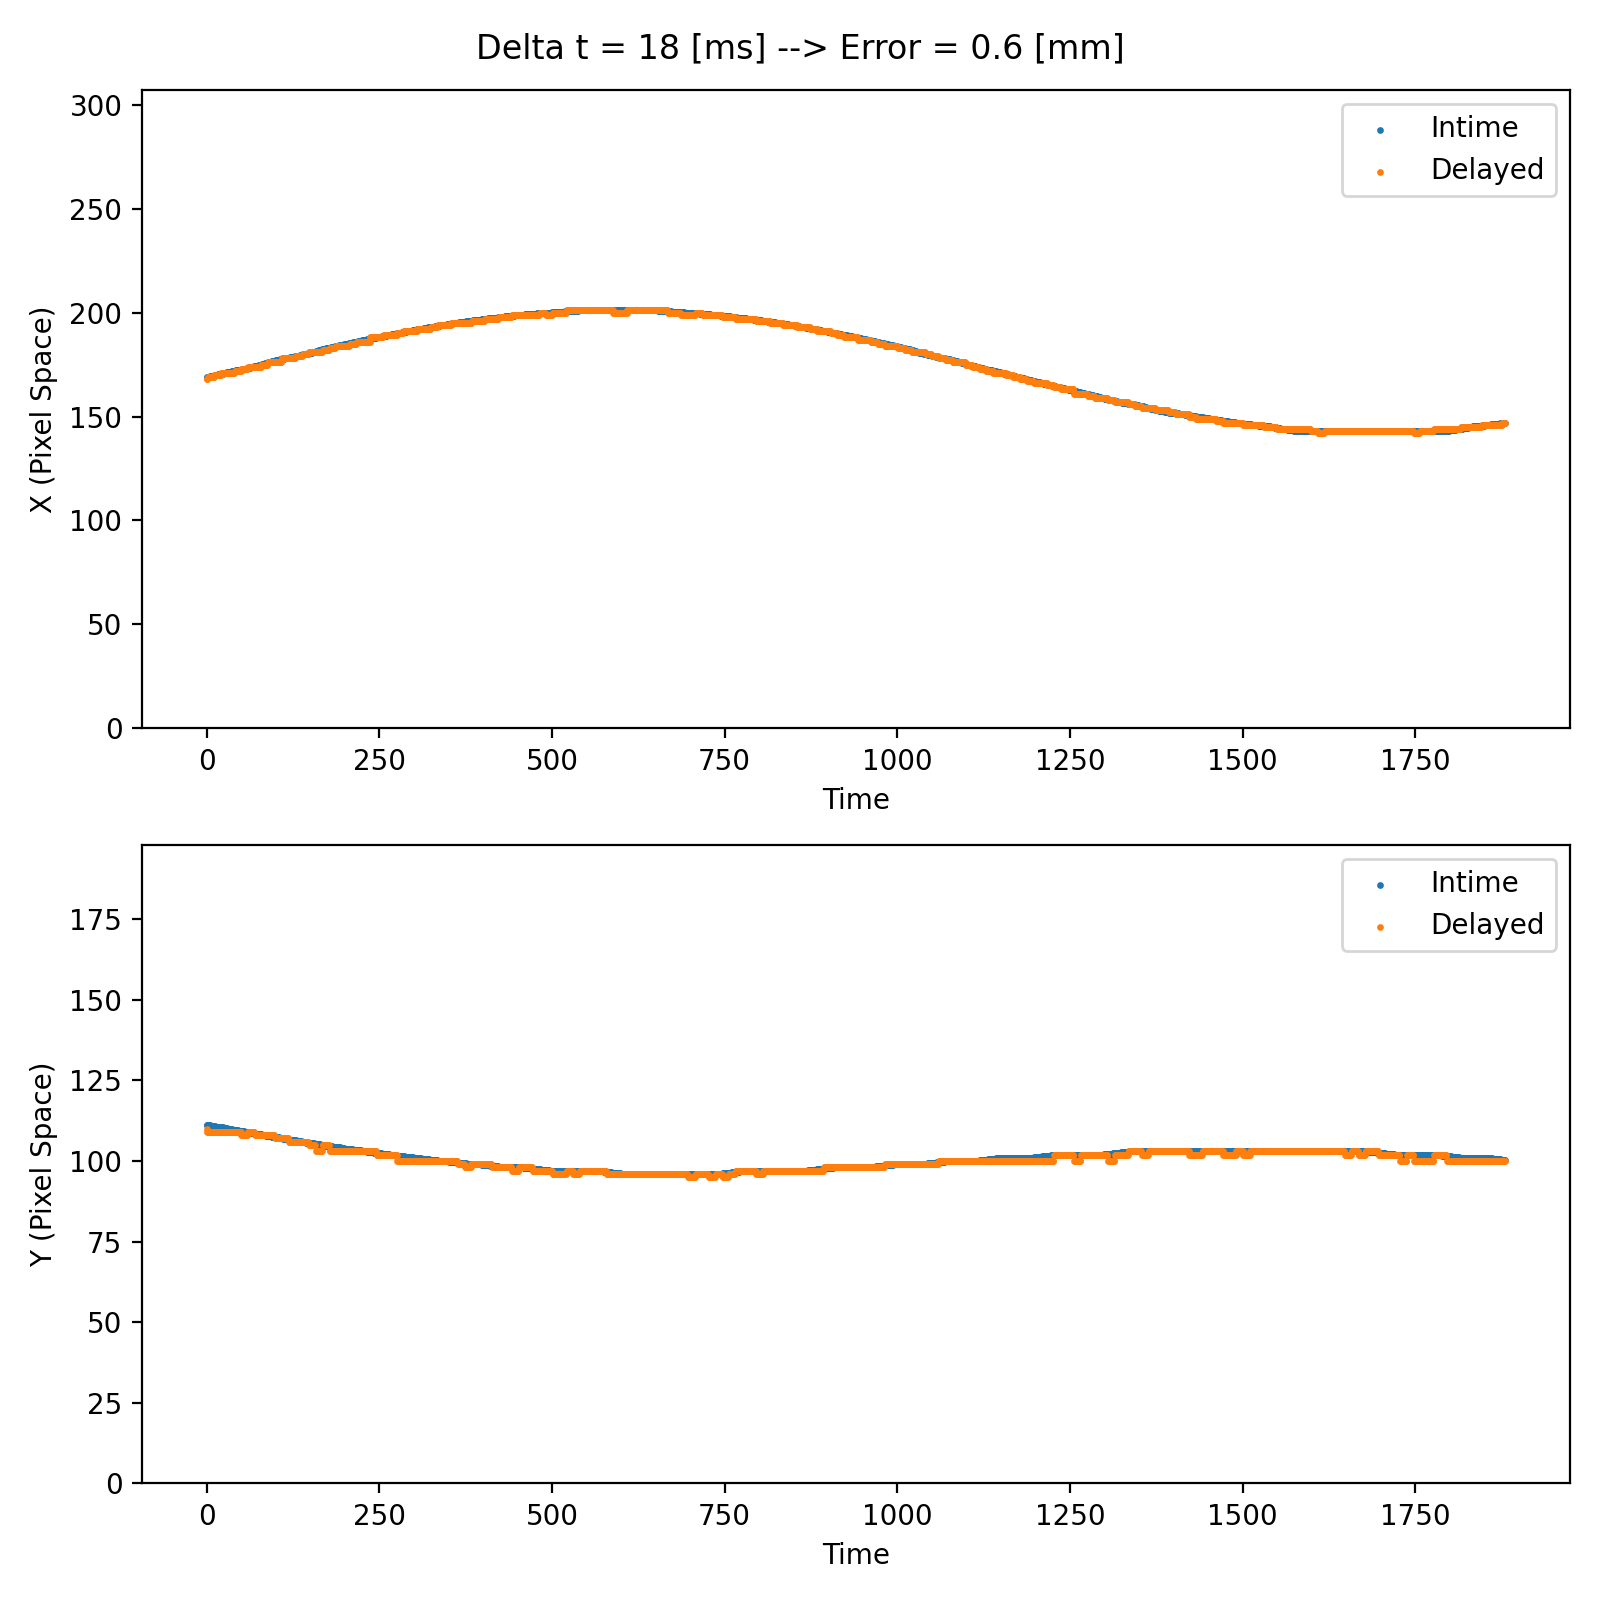 Delta t = 18 [ms] --> Error = 0.6 [mm]
300
250
200
150
100
50
0
X (Pixel Space)
Intime
Delayed
0 250 500 750 1000 1250 1500 1750
Time
175
150
125
100
75
50
25
0
Y (Pixel Space)
Intime
Delayed
0 250 500 750 1000 1250 1500 1750
Time